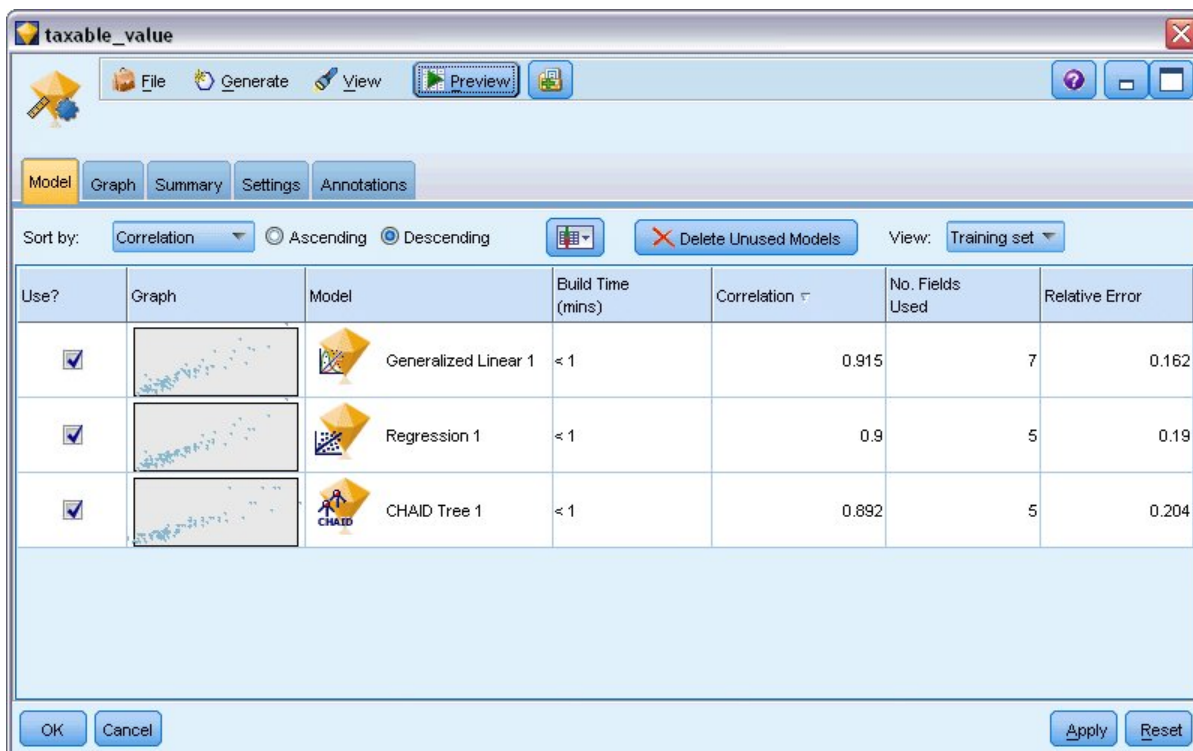 taxable_value
File Generate View Preview
Model Graph Summary Settings Annotations
Sort by: Correlation Ascending Descending Delete Unused Models View: Training set
Use? Graph Model Build Time (mins) Correlation No. Fields Used Relative Error
Generalized Linear 1 < 1 0.915 7 0.162
Regression 1 < 1 0.9 5 0.19
CHAID CHAID Tree 1 < 1 0.892 5 0.204
OK Cancel Apply Reset